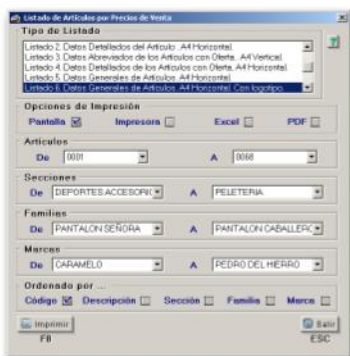 Listado de Artículos por Precios de Venta
Tipo de Listado
Listado 2. Datos Detallados del Artículo. A4 Horizontal.
Listado 3. Datos Abreviados de los Artículos con Oferta. A4 Vertical.
Listado 4. Datos Detallados de los Artículos con Oferta. A4 Horizontal.
Listado 5. Datos Generales de Artículos. A4 Horizontal.
Listado 6. Datos Generales de Artículos. A4 Horizontal. Con logotipo.
Opciones de Impresión
Pantalla Impresora Excel PDF
Artículos
De 0001 A 0068
Secciones
De DEPORTES ACCESORIO A PELETERIA
Familias
De PANTALON SEÑORA A PANTALON CABALLERO
Marcas
De CARAMELO A PEDRO DEL HIERRO
Ordenado por ...
Código Descripción Sección Familia Marca
Imprimir Salir
F8 ESC